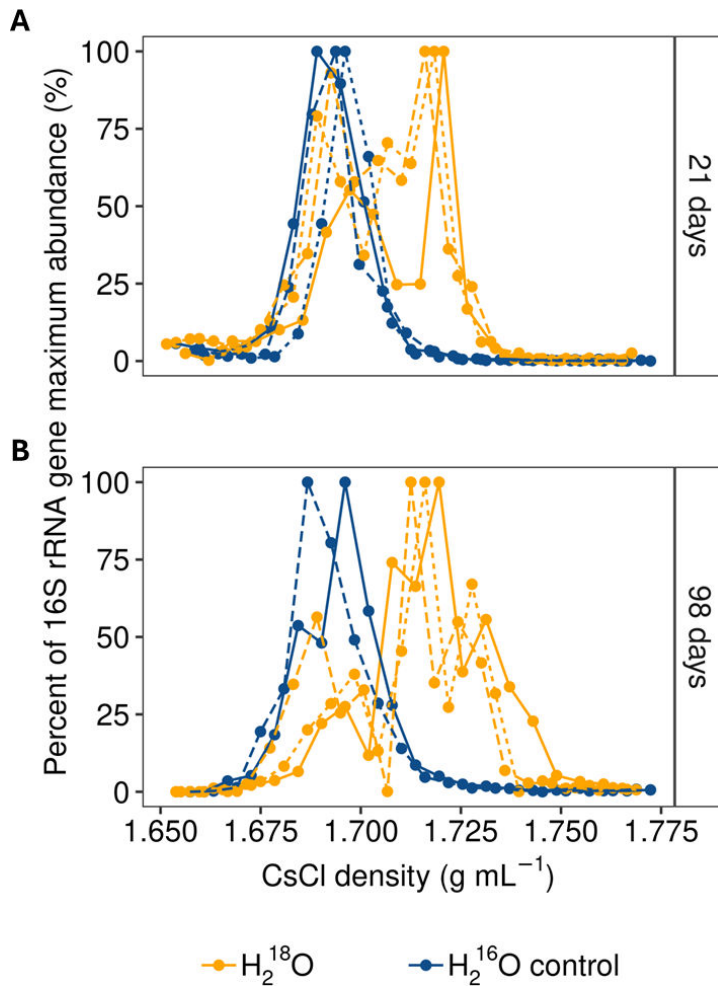 A
Percent of 16S rRNA gene maximum abundance (%)
100
75
50
25
0
21 days
B
100
75
50
25
0
98 days
1.650 1.675 1.700 1.725 1.750 1.775
CsCl density (g mL⁻¹)
H₂¹⁸O H₂¹⁶O control